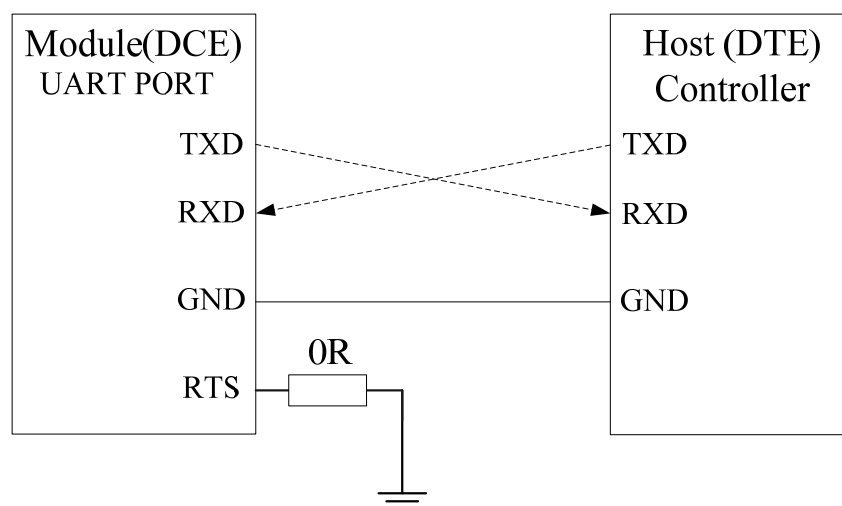 Module(DCE)
UART PORT
TXD
RXD
GND
RTS
0R
Host (DTE)
Controller
TXD
RXD
GND